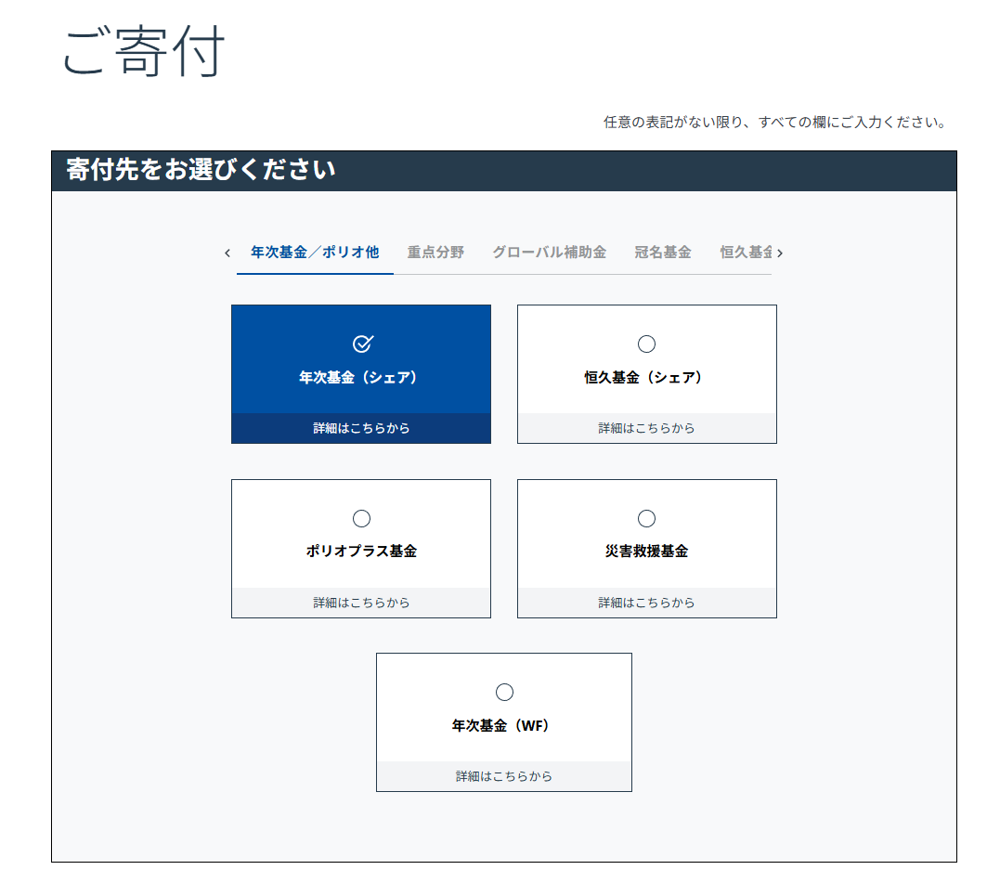 ご寄付
任意の表記がない限り、すべての欄にご入力ください。
寄付先をお選びください
年次基金／ポリオ他 重点分野 グローバル補助金 冠名基金 恒久基金
年次基金（シェア） 恒久基金（シェア）
詳細はこちらから 詳細はこちらから
ポリオプラス基金 災害救援基金
詳細はこちらから 詳細はこちらから
年次基金（WF）
詳細はこちらから